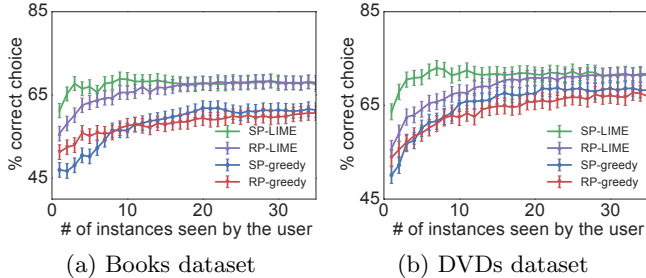 85
65
45
% correct choice
SP-LIME
RP-LIME
SP-greedy
RP-greedy
0 10 20 30
# of instances seen by the user
(a) Books dataset
85
65
45
% correct choice
SP-LIME
RP-LIME
SP-greedy
RP-greedy
0 10 20 30
# of instances seen by the user
(b) DVDs dataset